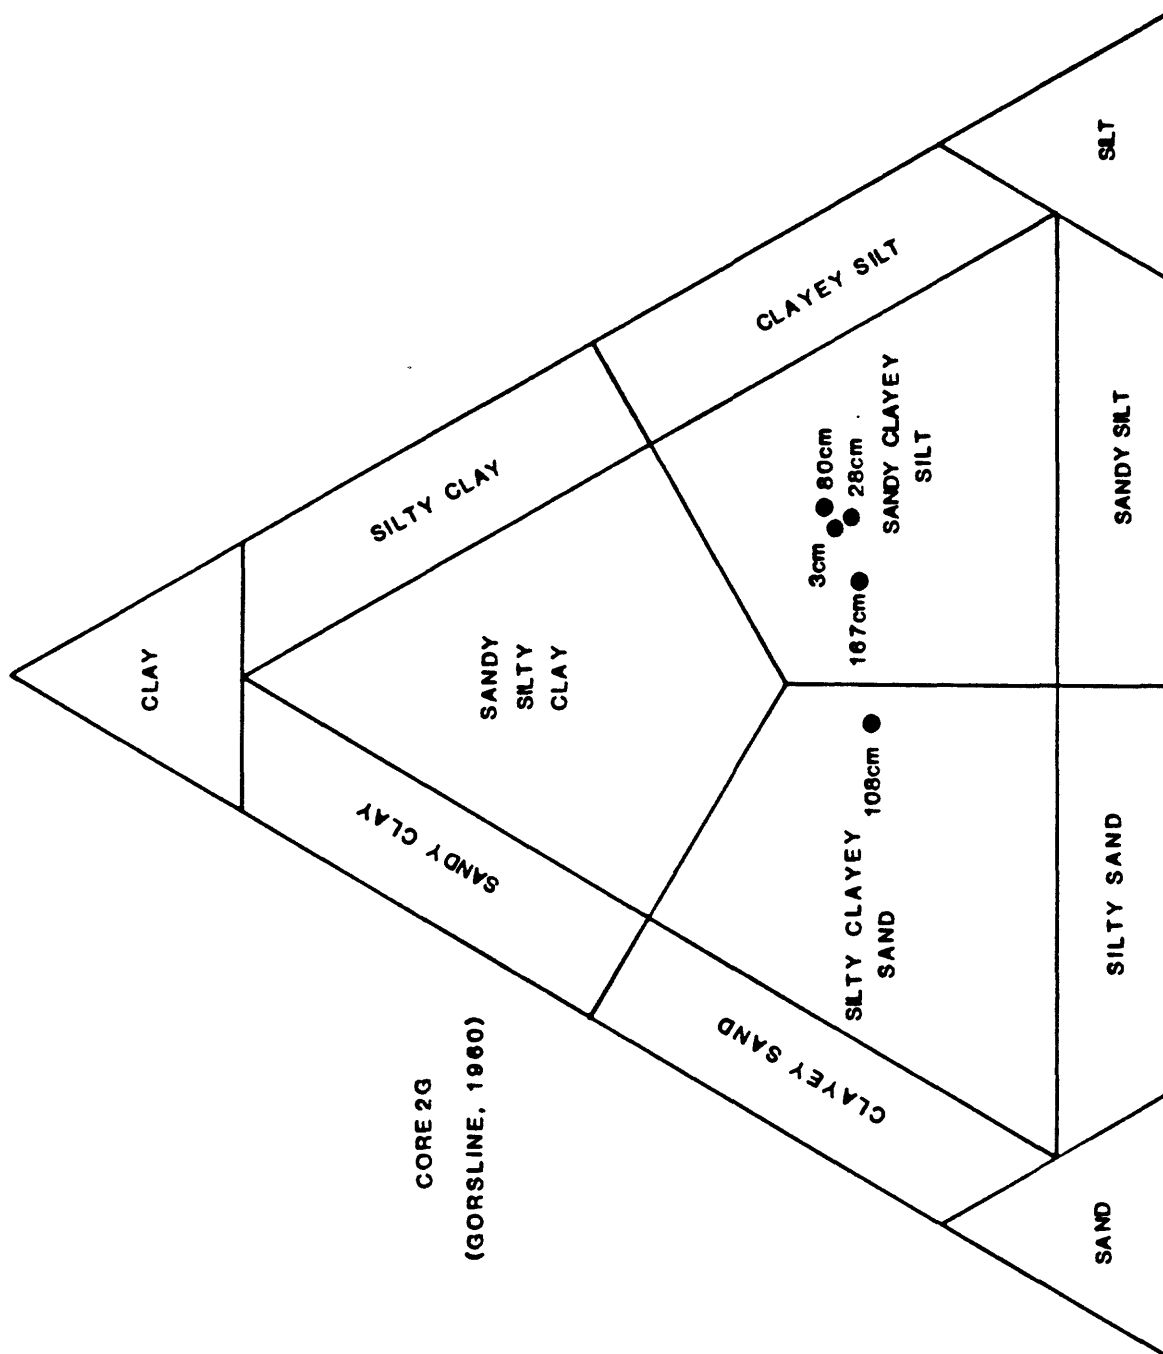 CORE 2G
(GORSLINE, 1960)
CLAY
SILTY CLAY
SANDY CLAY
SANDY
SILTY
CLAY
CLAYEY SILT
CLAYEY SAND
80cm
3cm
28cm
167cm
SANDY CLAYEY
SILT
108cm
SILTY CLAYEY
SAND
SILT
SANDY SILT
SILTY SAND
SAND